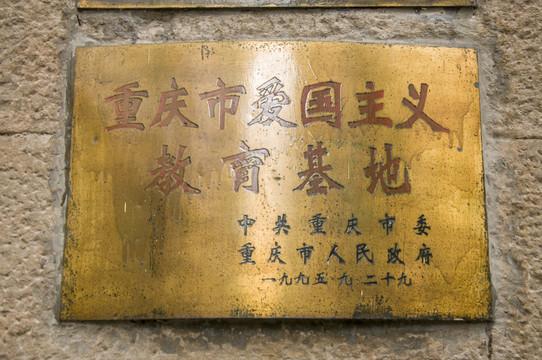 重庆市爱国主义
教育基地
中共重庆市委
重庆市人民政府
一九九五·九·二十九